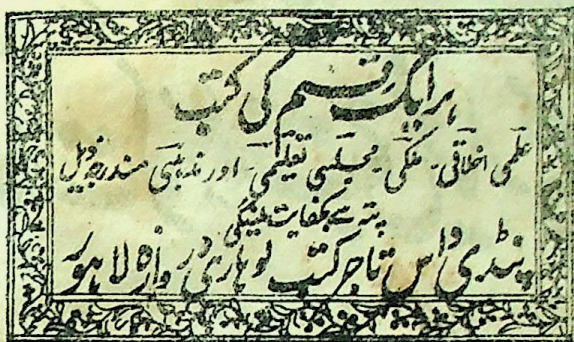 ہر ایک قسم کی کتب
علمی اخلاقی۔ ملکی مجلسی تعلیمی۔ اور مذہبی مندرجہ ذیل
پتہ سے بکفایت ملینگی
پنڈی داس تاجر کتب لوہاری دروازہ لاہور